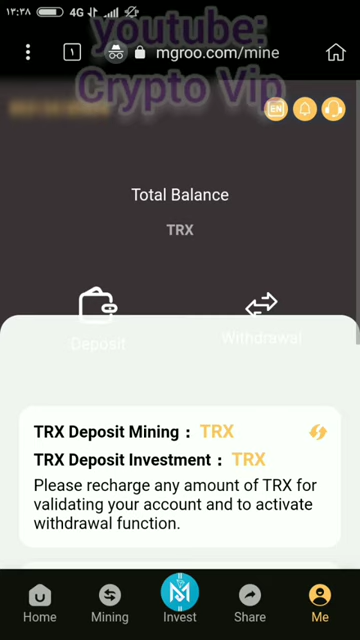 ١٢:٣٨
4G
youtube:
١
mgroo.com/mine
Crypto Vip
EN
Total Balance
TRX
Deposit
Withdrawal
TRX Deposit Mining : TRX
TRX Deposit Investment : TRX
Please recharge any amount of TRX for
validating your account and to activate
withdrawal function.
Home
Mining
Invest
Share
Me